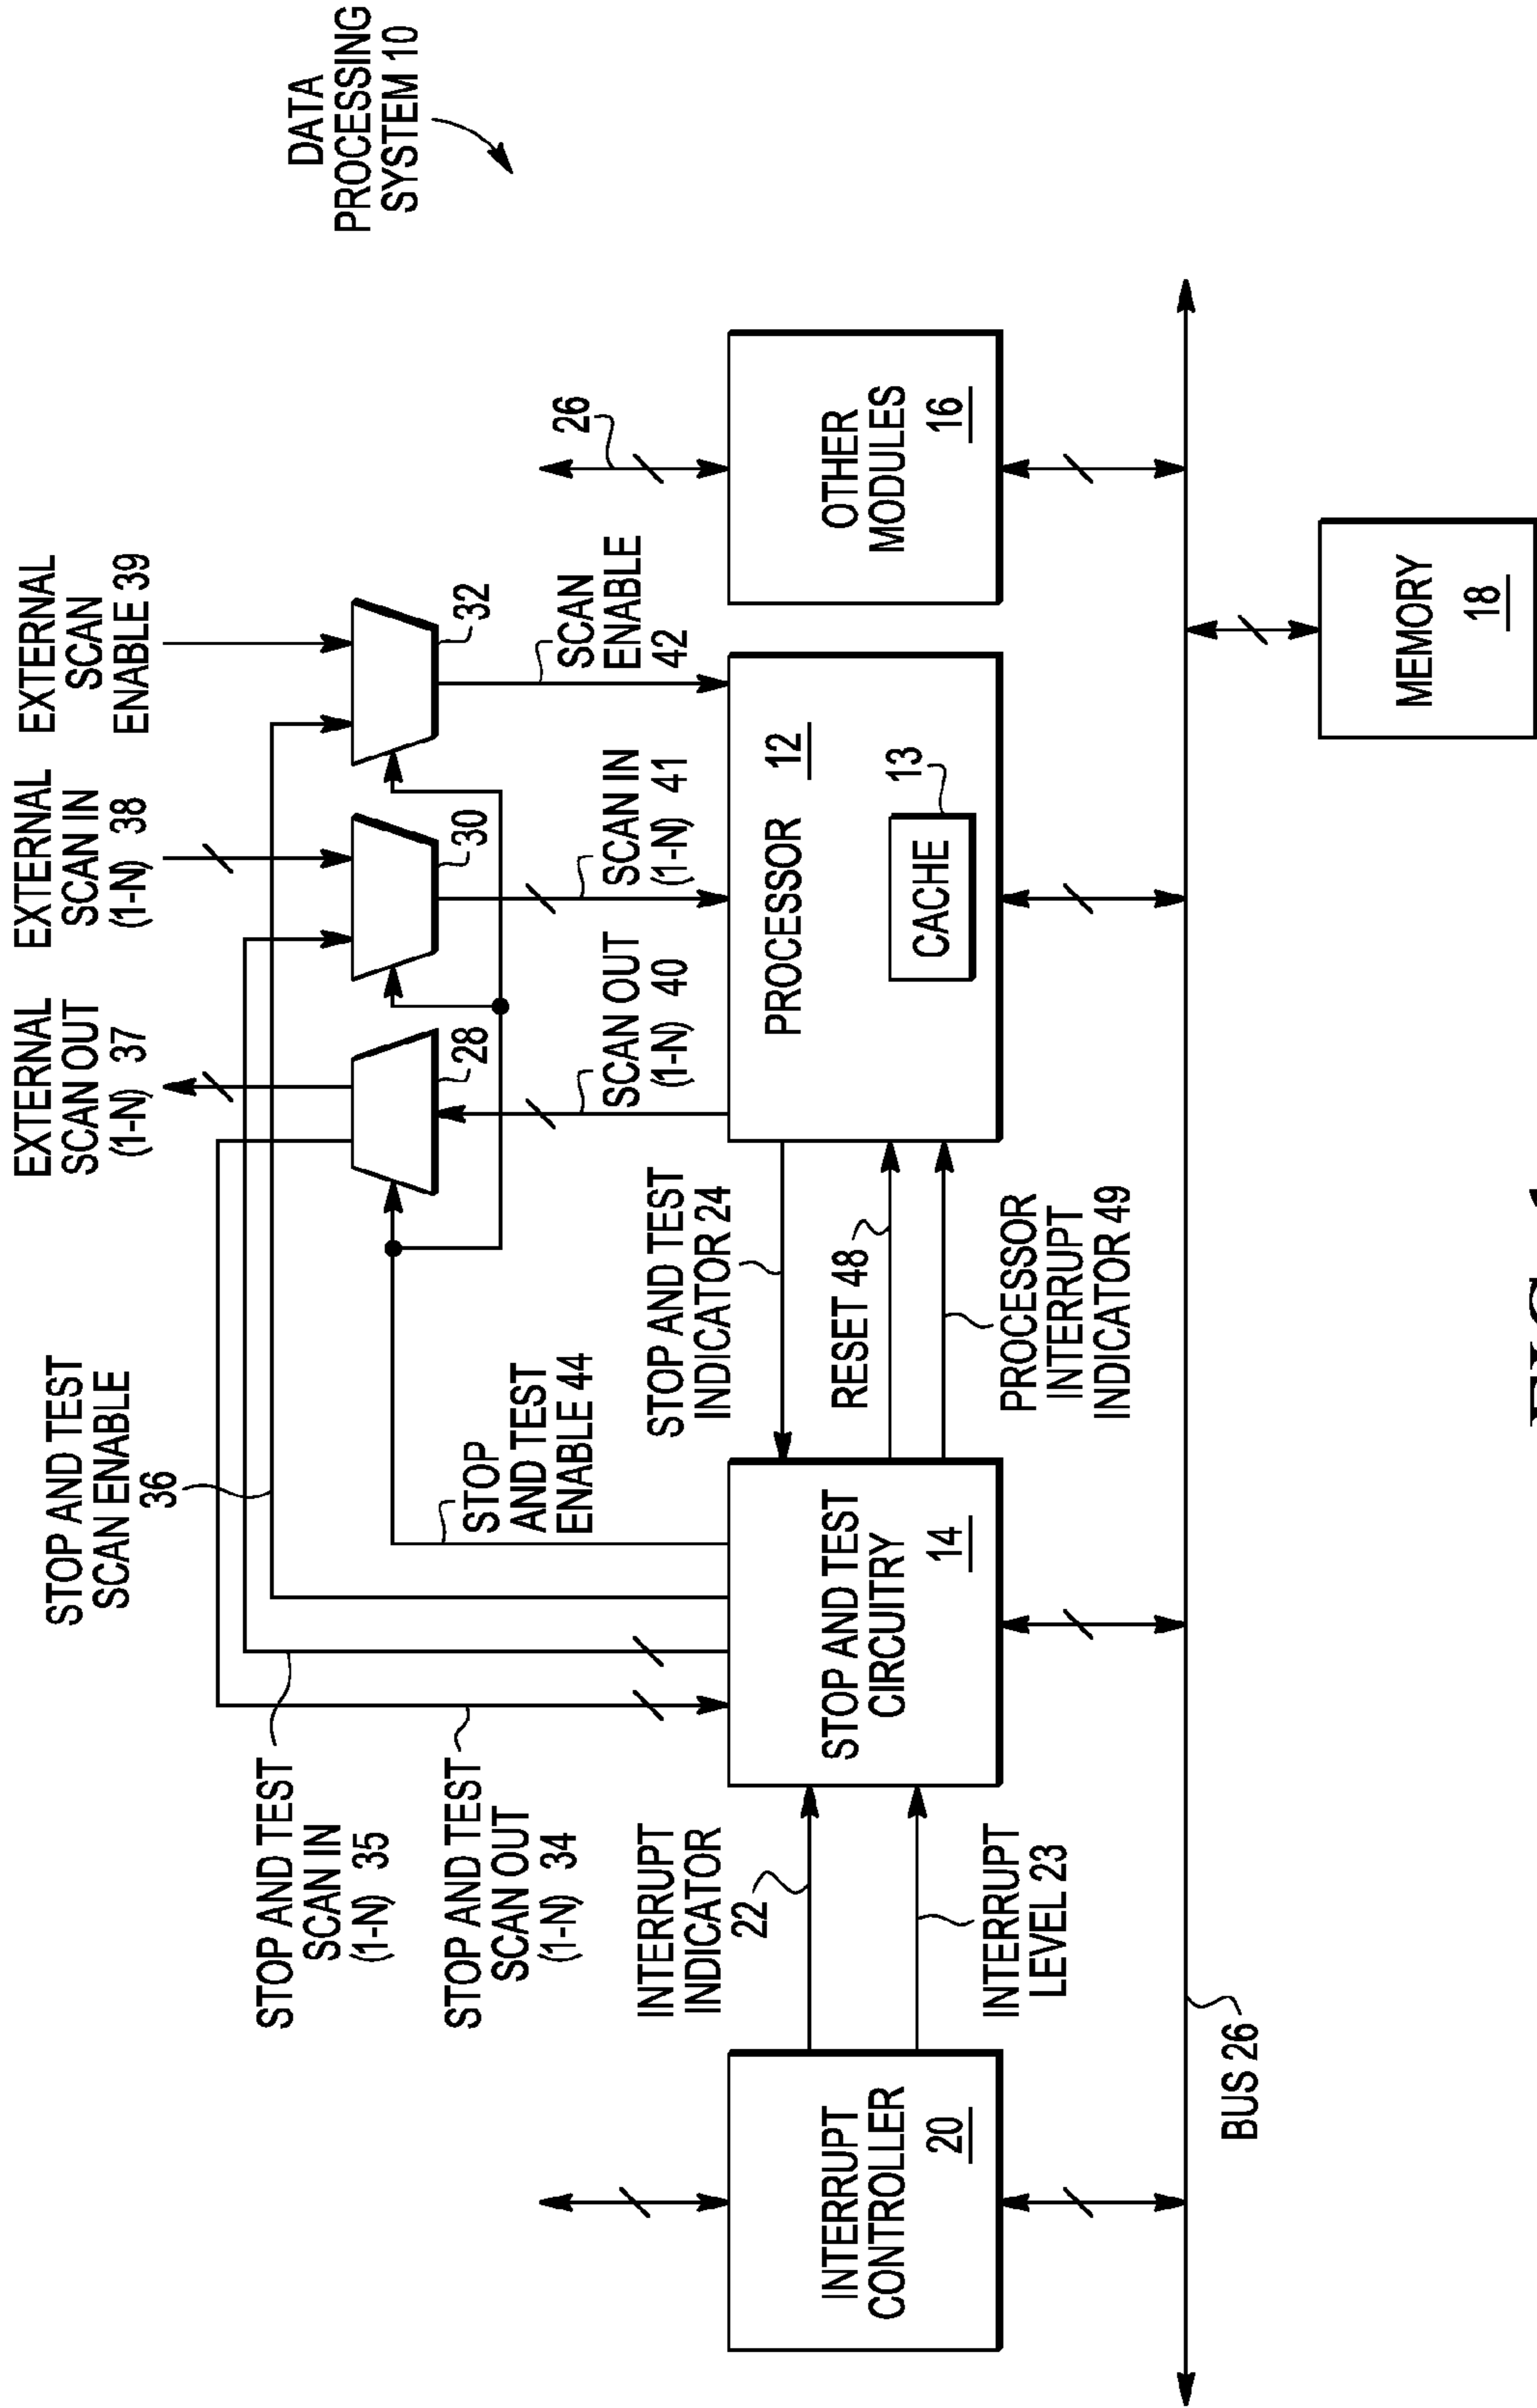 DATA
PROCESSING
SYSTEM 10
STOP AND TEST
SCAN ENABLE
36
EXTERNAL
SCAN OUT
(1-N) 37
EXTERNAL
SCAN IN
(1-N) 38
EXTERNAL
SCAN
ENABLE 39
STOP AND TEST
SCAN IN
(1-N) 35
STOP AND TEST
SCAN OUT
(1-N) 34
STOP
AND TEST
ENABLE 44
28
30
32
SCAN OUT
(1-N) 40
SCAN IN
(1-N) 41
SCAN
ENABLE
42
26
INTERRUPT
INDICATOR
22
STOP AND TEST
INDICATOR 24
RESET 48
PROCESSOR
INTERRUPT
INDICATOR 49
INTERRUPT
LEVEL 23
INTERRUPT
CONTROLLER
20
STOP AND TEST
CIRCUITRY
14
PROCESSOR
12
CACHE
13
OTHER
MODULES
16
BUS 26
MEMORY
18